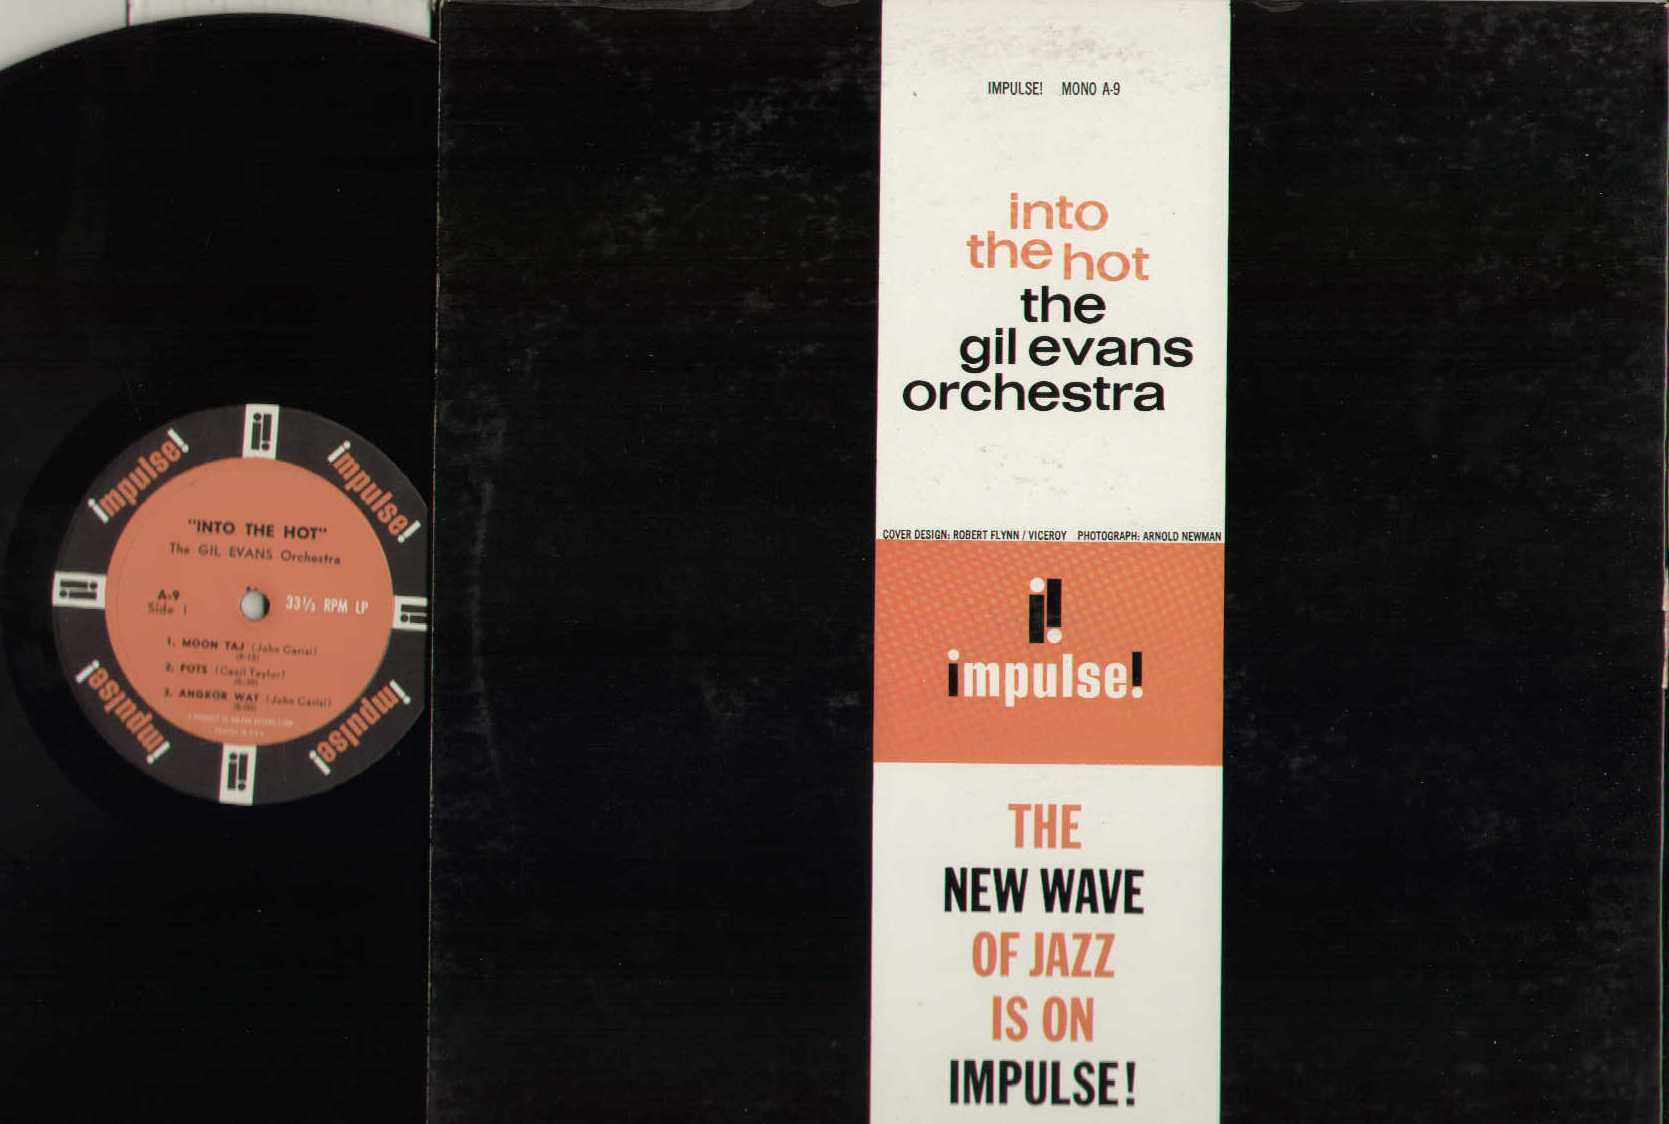 impulse!
impulse!
"INTO THE HOT"
The GIL EVANS Orchestra
A-9
Side 1
33⅓ RPM LP
1. MOON TAJ (John Carisi)
2. POTS (Cecil Taylor)
3. ANGKOR WAT (John Carisi)
impulse!
impulse!
IMPULSE! MONO A-9
into
the hot
the
gil evans
orchestra
COVER DESIGN: ROBERT FLYNN / VICEROY PHOTOGRAPH: ARNOLD NEWMAN
impulse!
THE
NEW WAVE
OF JAZZ
IS ON
IMPULSE!